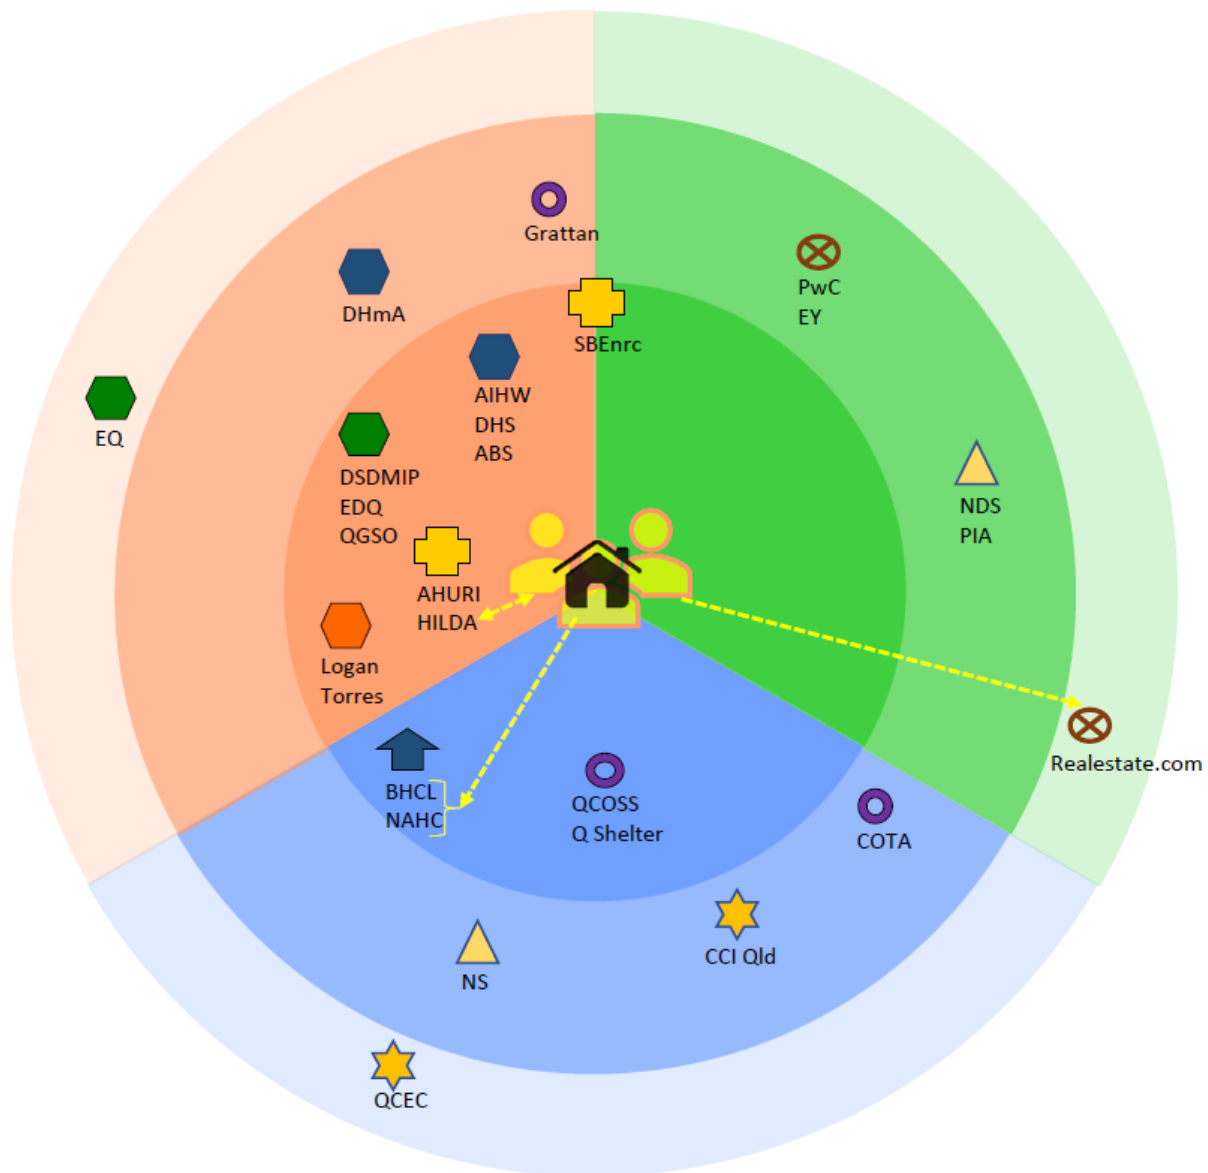 Grattan
PwC
EY
DHmA
SBEnrc
AIHW
DHS
ABS
EQ
DSDMIP
EDQ
QGSO
NDS
PIA
AHURI
HILDA
Logan
Torres
Realestate.com
BHCL
NAHC
QCOSS
Q Shelter
COTA
CCI Qld
NS
QCEC